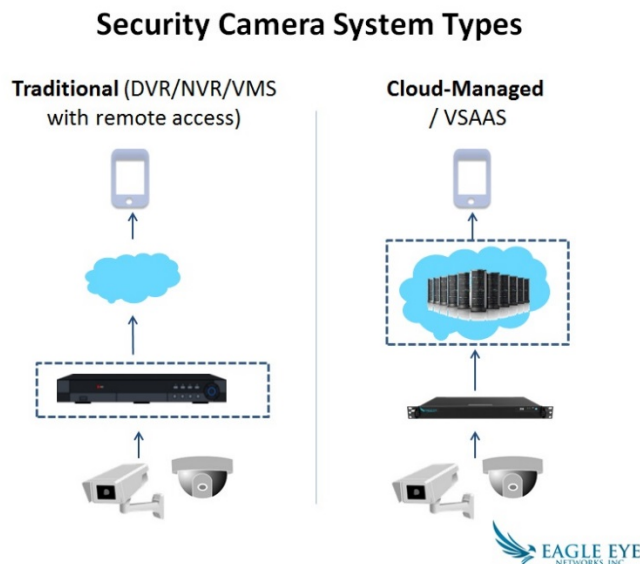 Security Camera System Types
Traditional (DVR/NVR/VMS
with remote access)
Cloud-Managed
/ VSAAS
EAGLE EYE
NETWORKS, INC.